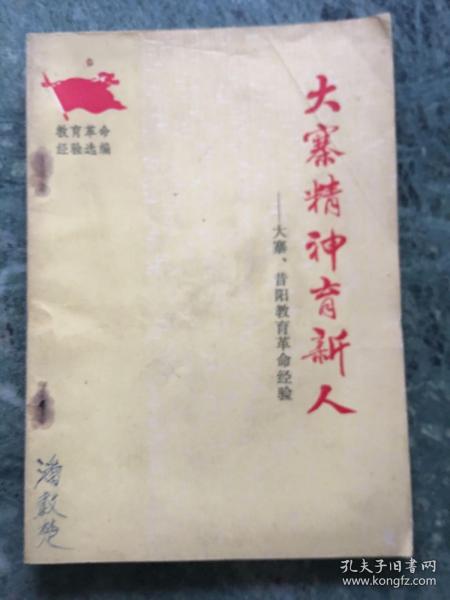 教育革命
经验选编
大寨精神育新人
——大寨、昔阳教育革命经验
孔夫子旧书网
www.kongfz.com